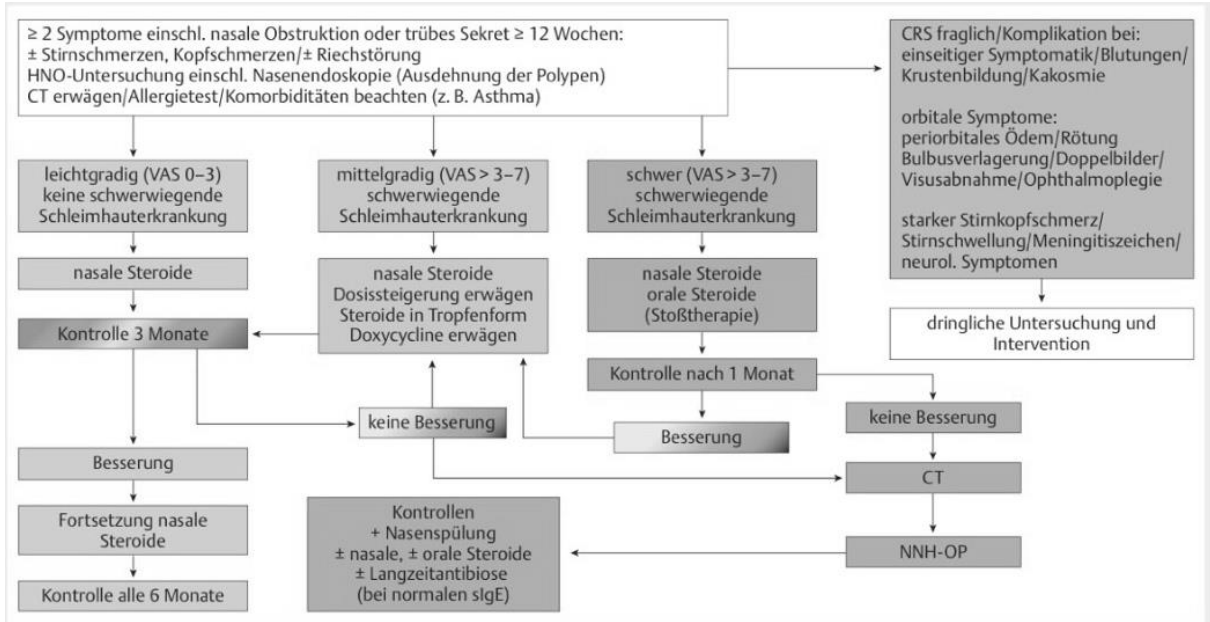 ≥ 2 Symptome einschl. nasale Obstruktion oder trübes Sekret ≥ 12 Wochen:
± Stirnschmerzen, Kopfschmerzen/± Riechstörung
HNO-Untersuchung einschl. Nasenendoskopie (Ausdehnung der Polypen)
CT erwägen/Allergietest/Komorbiditäten beachten (z. B. Asthma)
CRS fraglich/Komplikation bei:
einseitiger Symptomatik/Blutungen/
Krustenbildung/Kakosmie
orbitale Symptome:
periorbitales Ödem/Rötung
Bulbusverlagerung/Doppelbilder/
Visusabnahme/Ophthalmoplegie
starker Stirnkopfschmerz/
Stirnschwellung/Meningitiszeichen/
neurol. Symptomen
dringliche Untersuchung und
Intervention
leichtgradig (VAS 0–3)
keine schwerwiegende
Schleimhauterkrankung
mittelgradig (VAS > 3–7)
schwerwiegende
Schleimhauterkrankung
schwer (VAS > 3–7)
schwerwiegende
Schleimhauterkrankung
nasale Steroide
nasale Steroide
Dosissteigerung erwägen
Steroide in Tropfenform
Doxycycline erwägen
nasale Steroide
orale Steroide
(Stoßtherapie)
Kontrolle 3 Monate
Kontrolle nach 1 Monat
keine Besserung
Besserung
keine Besserung
Besserung
CT
Fortsetzung nasale
Steroide
Kontrollen
+ Nasenspülung
± nasale, ± orale Steroide
± Langzeitantibiose
(bei normalen sIgE)
NNH-OP
Kontrolle alle 6 Monate